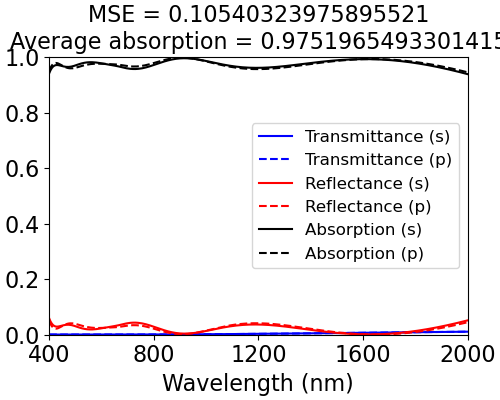 MSE = 0.10540323975895521
Average absorption = 0.9751965493301415
1.0
0.8
0.6
0.4
0.2
0.0
Transmittance (s)
Transmittance (p)
Reflectance (s)
Reflectance (p)
Absorption (s)
Absorption (p)
400 800 1200 1600 2000
Wavelength (nm)